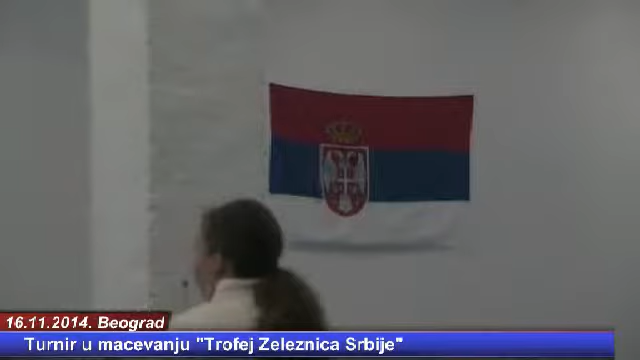 16.11.2014. Beograd
Turnir u macevanju "Trofej Zeleznica Srbije"